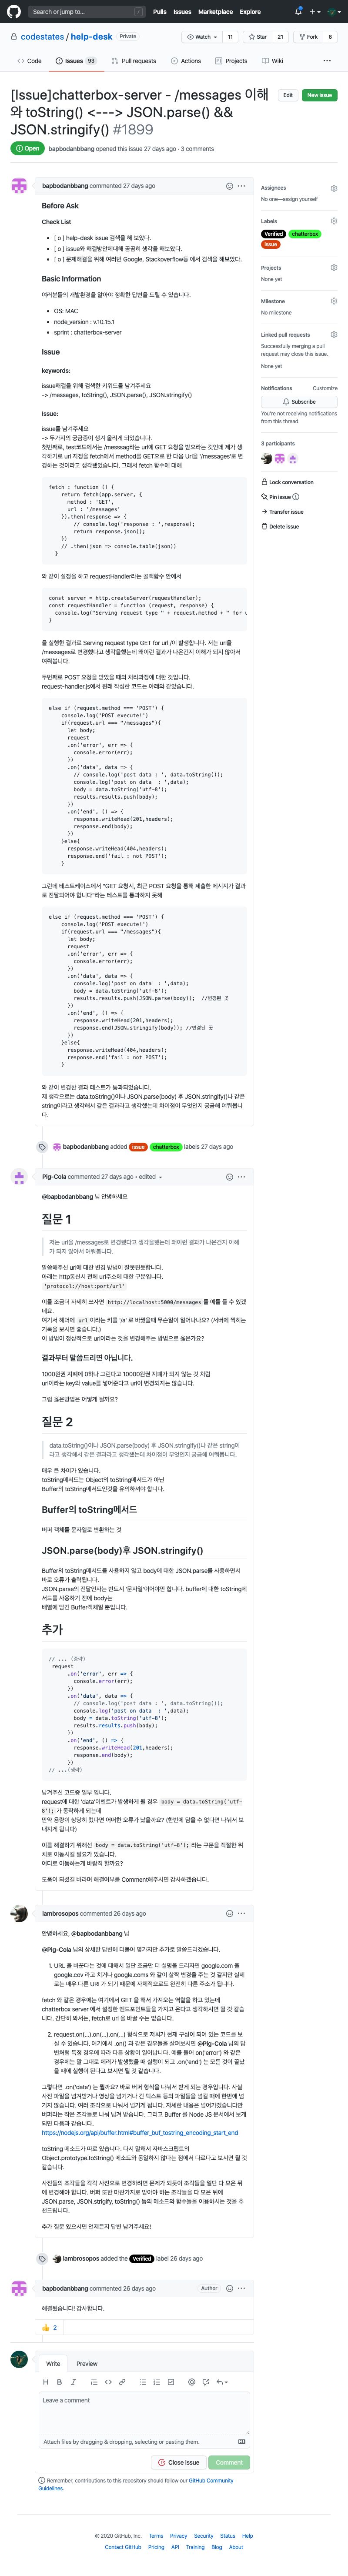 Search or jump to...
/
Pulls
Issues
Marketplace
Explore
codestates / help-desk
Private
Watch
11
Star
21
Fork
6
Code
Issues 93
Pull requests
Actions
Projects
Wiki
[Issue]chatterbox-server - /messages 이해
와 toString() <---> JSON.parse() &&
JSON.stringify() #1899
Edit
New issue
Open
bapbodanbbang opened this issue 27 days ago · 3 comments
bapbodanbbang commented 27 days ago
Before Ask
Check List
[ o ] help-desk issue 검색을 해 보았다.
[ o ] issue와 해결방안에대해 곰곰히 생각을 해보았다.
[ o ] 문제해결을 위해 여러번 Google, Stackoverflow등 에서 검색을 해보았다.
Basic Information
여러분들의 개발환경을 알아야 정확한 답변을 드릴 수 있습니다.
OS: MAC
node_version : v.10.15.1
sprint : chatterbox-server
Issue
keywords:
issue해결을 위해 검색한 키워드를 남겨주세요
-> /messages, toString(), JSON.parse(), JSON.stringify()
Issue:
issue를 남겨주세요
-> 두가지의 궁금증이 생겨 올리게 되었습니다.
첫번째로, test코드에서는 /messag라는 url에 GET 요청을 받으라는 것인데 제가 생
각하기로 url 지정을 fetch에서 method를 GET으로 한 다음 Url을 '/messages'로 변
경하는 것이라고 생각했었습니다. 그래서 fetch 함수에 대해
fetch : function () {
return fetch(app.server, {
method : 'GET',
url : '/messages'
}).then(response => {
// console.log('response : ',response);
return response.json();
})
// .then(json => console.table(json))
}
와 같이 설정을 하고 requestHandler라는 콜백함수 안에서
const server = http.createServer(requestHandler);
const requestHandler = function (request, response) {
console.log("Serving request type " + request.method + " for u
}
을 실행한 결과로 Serving request type GET for url /이 발생합니다. 저는 url을
/messages로 변경했다고 생각을했는데 왜이런 결과가 나온건지 이해가 되지 않아서
여쭤봅니다.
두번째로 POST 요청을 받았을 때의 처리과정에 대한 것입니다.
request-handler.js에서 원래 작성한 코드는 아래와 같았습니다.
else if (request.method === 'POST') {
console.log('POST execute!')
if(request.url === "/messages"){
let body;
request
.on('error', err => {
console.error(err);
})
.on('data', data => {
// console.log('post data : ', data.toString());
console.log('post on data  : ',data);
body = data.toString('utf-8');
results.results.push(body);
})
.on('end', () => {
response.writeHead(201,headers);
response.end(body);
})
}else{
response.writeHead(404,headers);
response.end('fail : not POST');
}
그런데 테스트케이스에서 "GET 요청시, 최근 POST 요청을 통해 제출한 메시지가 결과
로 전달되어야 합니다"라는 테스트를 통과하지 못해
else if (request.method === 'POST') {
console.log('POST execute!')
if(request.url === "/messages"){
let body;
request
.on('error', err => {
console.error(err);
})
.on('data', data => {
console.log('post on data  : ',data);
body = data.toString('utf-8');
results.results.push(JSON.parse(body));  //변경된 곳
})
.on('end', () => {
response.writeHead(201,headers);
response.end(JSON.stringify(body)); //변경된 곳
})
}else{
response.writeHead(404,headers);
response.end('fail : not POST');
}
와 같이 변경한 결과 테스트가 통과되었습니다.
제 생각으로는 data.toString()이나 JSON.parse(body) 후 JSON.stringify()나 같은
string이라고 생각해서 같은 결과라고 생각했는데 차이점이 무엇인지 궁금해 여쭤봅니
다.
bapbodanbbang added issue chatterbox labels 27 days ago
Pig-Cola commented 27 days ago • edited
@bapbodanbbang 님 안녕하세요
질문 1
저는 url을 /messages로 변경했다고 생각을했는데 왜이런 결과가 나온건지 이해
가 되지 않아서 여쭤봅니다.
말씀해주신 url에 대한 변경 방법이 잘못된듯합니다.
아래는 http통신시 전체 url주소에 대한 구분입니다.
'protocol://host:port/url'
이를 조금더 자세히 쓰자면 http://localhost:5000/messages 를 예를 들 수 있겠
네요.
여기서 헤더에 url 이라는 키를 '/a' 로 바꿨을때 무슨일이 일어나나요? (서버에 찍히는
기록을 보시면 좋습니다.)
이 방법이 정상적으로 url이라는 것을 변경해주는 방법으로 옳은가요?
결과부터 말씀드리면 아닙니다.
1000원권 지폐에 0하나 그린다고 10000원권 지폐가 되지 않는 것 처럼
url이라는 key와 value를 넣어준다고 url이 변경되지는 않습니다.
그럼 옳은방법은 어떻게 될까요?
질문 2
data.toString()이나 JSON.parse(body) 후 JSON.stringify()나 같은 string이
라고 생각해서 같은 결과라고 생각했는데 차이점이 무엇인지 궁금해 여쭤봅니다.
매우 큰 차이가 있습니다.
toString메서드는 Object의 toString메서드가 아닌
Buffer의 toString메서드인것을 유의하셔야 합니다.
Buffer의 toString메서드
버퍼 객체를 문자열로 변환하는 것
JSON.parse(body)후 JSON.stringify()
Buffer의 toString메서드를 사용하지 않고 body에 대한 JSON.parse를 사용하면서
바로 오류가 출력됩니다.
JSON.parse의 전달인자는 반드시 '문자열'이어야만 합니다. buffer에 대한 toString메
서드를 사용하기 전에 body는
배열에 담긴 Buffer객체일 뿐입니다.
추가
// ... (중략)
request
.on('error', err => {
console.error(err);
})
.on('data', data => {
// console.log('post data : ', data.toString());
console.log('post on data  : ',data);
body = data.toString('utf-8');
results.results.push(body);
})
.on('end', () => {
response.writeHead(201,headers);
response.end(body);
})
// ...(생략)
남겨주신 코드중 일부 입니다.
request에 대한 'data'이벤트가 발생하게 될 경우 body = data.toString('utf-
8'); 가 동작하게 되는데
만약 용량이 상당히 컸다면 어떠한 오류가 났을까요? (한번에 담을 수 없다면 나눠서 보
내지게 됩니다)
이를 해결하기 위해선 body = data.toString('utf-8'); 라는 구문을 적절한 위
치로 이동시킬 필요가 있습니다.
어디로 이동하는게 바람직 할까요?
도움이 되셨길 바라며 해결여부를 Comment해주시면 감사하겠습니다.
lambrosopos commented 26 days ago
안녕하세요, @bapbodanbbang 님
@Pig-Cola 님의 상세한 답변에 더불어 몇가지만 추가로 말씀드리겠습니다.
1. URL 을 바꾼다는 것에 대해서 일단 조금만 더 설명을 드리자면 google.com 을
google.cov 라고 치거나 google.coms 와 같이 살짝 변경을 주는 것 같지만 실제
로는 매우 다른 URI 가 되기 때문에 자체적으로도 완전히 다른 주소가 됩니다.
fetch 와 같은 경우에는 여기에서 GET 을 해서 가져오는 역할을 하고 있는데
chatterbox server 에서 설정한 엔드포인트들을 가지고 온다고 생각하시면 될 것 같습
니다. 간단히 봐서는, fetch로 url 을 바꿀 수는 없습니다.
2. request.on(...).on(...).on(...) 형식으로 저희가 현재 구성이 되어 있는 코드를 보
실 수 있습니다. 여기에서 .on() 과 같은 경우들을 살펴보시면 @Pig-Cola 님의 답
변처럼 특정 경우에 따라 다른 상황이 벌어집니다. 예를 들어 on('error') 와 같은
경우에는 말 그대로 에러가 발생했을 때 실행이 되고 .on('end') 는 모든 것이 끝났
을 때에 실행이 된다고 보시면 될 것 같습니다.
그렇다면 .on('data') 는 뭘까요? 바로 버퍼 형식을 나눠서 받게 되는 경우입니다. 사실
사진 파일을 넘겨받거나 영상을 넘기거나 긴 텍스트 등의 파일들이 넘길 때에 단번에 넘
기지 않습니다. 여러 조각으로 나눠서 넘기게 됩니다. 자세한 내용은 넘어가겠습니다만
버퍼라는 작은 조각들로 나눠 넘겨 받습니다. 그리고 Buffer 를 Node JS 문서에서 보게
되면 다음과 같습니다.
https://nodejs.org/api/buffer.html#buffer_buf_tostring_encoding_start_end
toString 메소드가 따로 있습니다. 다시 말해서 자바스크립트의
Object.prototype.toString() 메소드와 동일하지 않다는 점에서 다르다고 보시면 될 것
같습니다.
사진들의 조각들을 각각 사진으로 변경하려면 문제가 되듯이 조각들을 일단 다 모은 뒤
에 변경해야 합니다. 버퍼 또한 마찬가지로 받아야 하는 조각들을 다 모은 뒤에
JSON.parse, JSON.strigify, toString() 등의 메소드와 함수들을 이용하시는 것을 추
천드립니다.
추가 질문 있으시면 언제든지 답변 남겨주세요!
lambrosopos added the Verified label 26 days ago
bapbodanbbang commented 26 days ago
Author
해결됬습니다! 감사합니다.
👍 2
Write
Preview
Leave a comment
Attach files by dragging & dropping, selecting or pasting them.
Close issue
Comment
Remember, contributions to this repository should follow our GitHub Community
Guidelines.
Assignees
No one—assign yourself
Labels
Verified
chatterbox
issue
Projects
None yet
Milestone
No milestone
Linked pull requests
Successfully merging a pull
request may close this issue.
None yet
Notifications
Customize
Subscribe
You're not receiving notifications
from this thread.
3 participants
Lock conversation
Pin issue
Transfer issue
Delete issue
© 2020 GitHub, Inc.
Terms
Privacy
Security
Status
Help
Contact GitHub
Pricing
API
Training
Blog
About